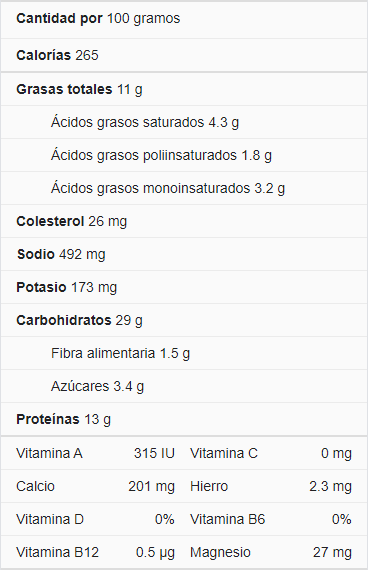 Cantidad por 100 gramos
Calorías 265
Grasas totales 11 g
Ácidos grasos saturados 4.3 g
Ácidos grasos poliinsaturados 1.8 g
Ácidos grasos monoinsaturados 3.2 g
Colesterol 26 mg
Sodio 492 mg
Potasio 173 mg
Carbohidratos 29 g
Fibra alimentaria 1.5 g
Azúcares 3.4 g
Proteínas 13 g
Vitamina A 315 IU Vitamina C 0 mg
Calcio 201 mg Hierro 2.3 mg
Vitamina D 0% Vitamina B6 0%
Vitamina B12 0.5 µg Magnesio 27 mg